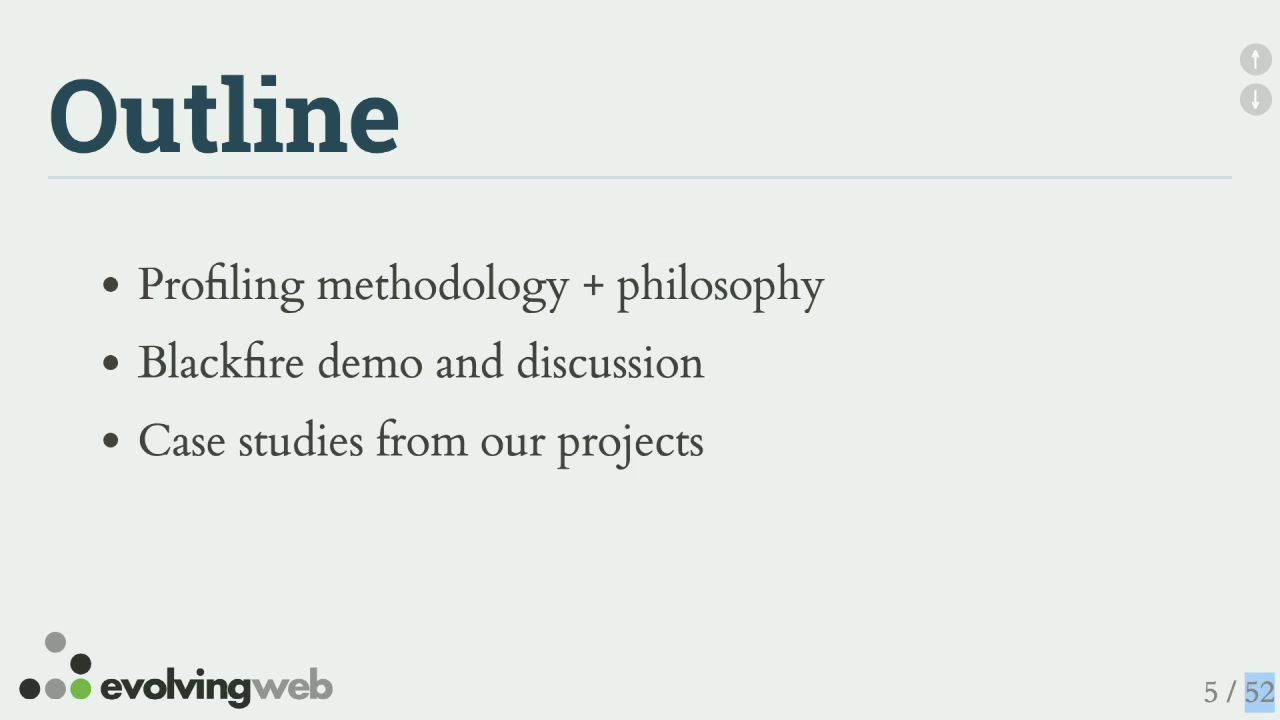 Outline
• Profiling methodology + philosophy
• Blackfire demo and discussion
• Case studies from our projects
evolvingweb
5 / 52